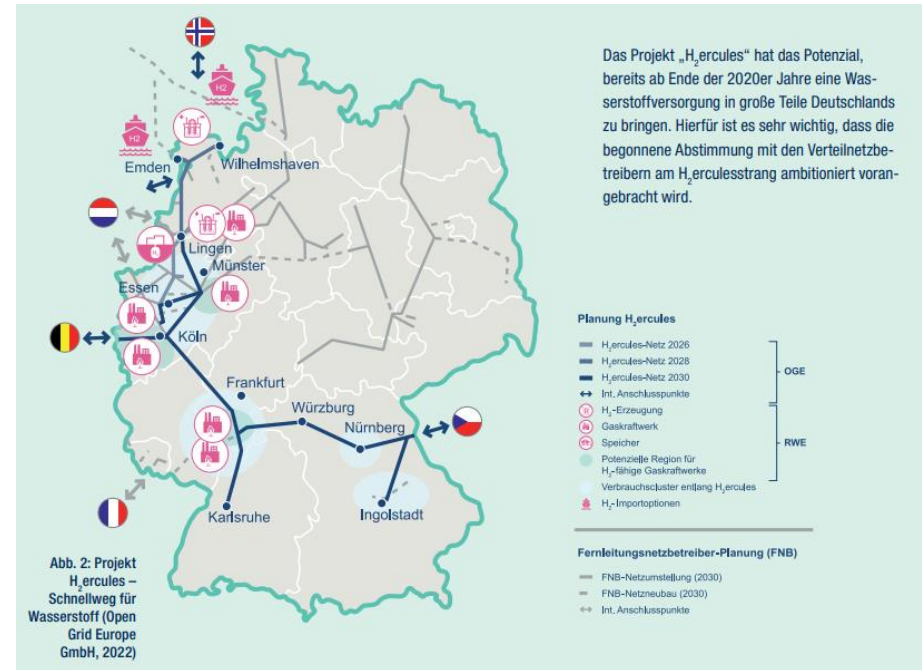 Das Projekt „H₂ercules“ hat das Potenzial,
bereits ab Ende der 2020er Jahre eine Was-
serstoffversorgung in große Teile Deutschlands
zu bringen. Hierfür ist es sehr wichtig, dass die
begonnene Abstimmung mit den Verteilnetzbe-
treibern am H₂erculesstrang ambitioniert voran-
gebracht wird.
H2
H2
Emden
Wilhelmshaven
Lingen
Münster
Essen
Köln
Frankfurt
Würzburg
Nürnberg
Karlsruhe
Ingolstadt
Planung H₂ercules
H₂ercules-Netz 2026
H₂ercules-Netz 2028
H₂ercules-Netz 2030
Int. Anschlusspunkte
OGE
H₂-Erzeugung
Gaskraftwerk
Speicher
Potenzielle Region für
H₂-fähige Gaskraftwerke
RWE
Verbrauchscluster entlang H₂ercules
H₂-Importoptionen
Fernleitungsnetzbetreiber-Planung (FNB)
FNB-Netzumstellung (2030)
FNB-Netzneubau (2030)
Int. Anschlusspunkte
Abb. 2: Projekt
H₂ercules –
Schnellweg für
Wasserstoff (Open
Grid Europe
GmbH, 2022)